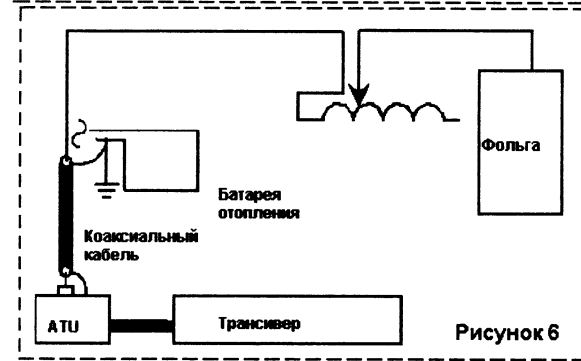 Фольга
Батарея
отопления
Коаксиальный
кабель
ATU
Трансивер
Рисунок 6